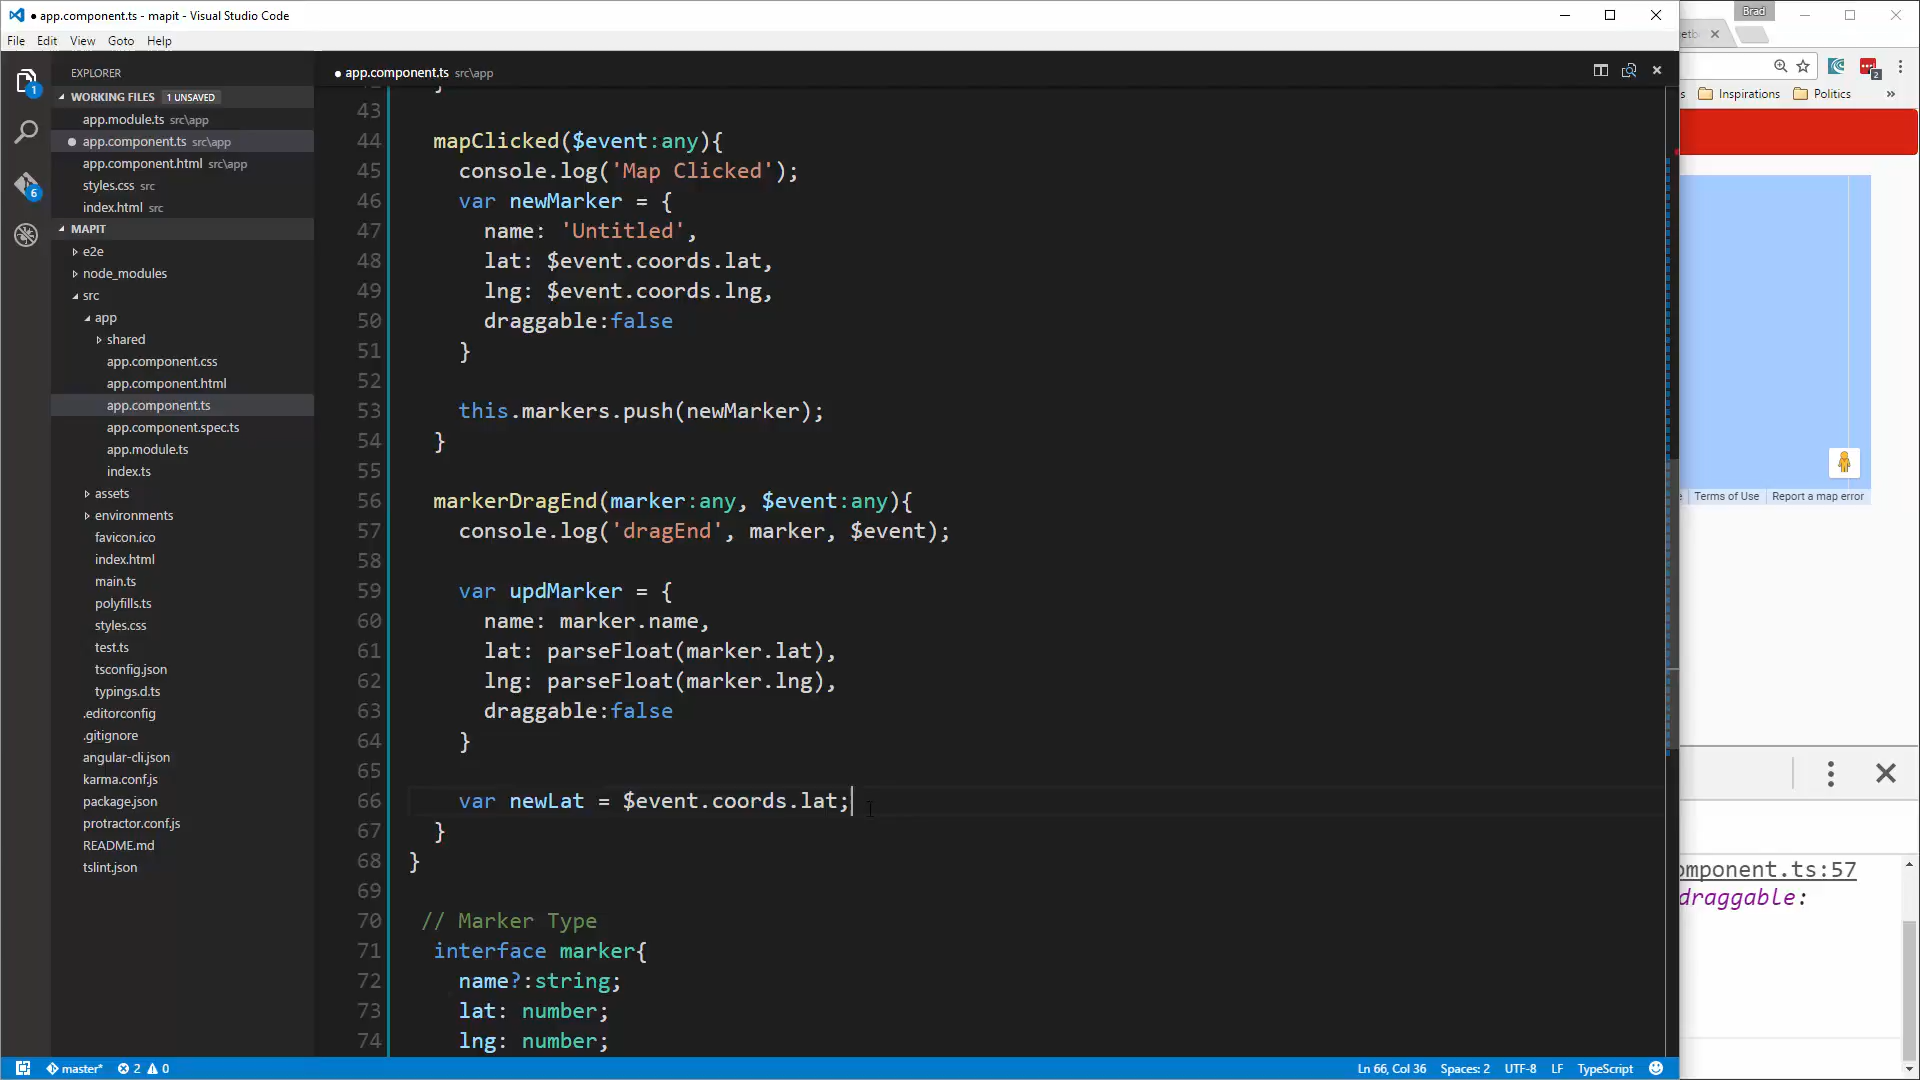 ● app.component.ts - mapit - Visual Studio Code
Brad
File Edit View Goto Help
EXPLORER
● app.component.ts src\app
WORKING FILES 1 UNSAVED
app.module.ts src\app
app.component.ts src\app
app.component.html src\app
styles.css src
index.html src
MAPIT
e2e
node_modules
src
app
shared
app.component.css
app.component.html
app.component.ts
app.component.spec.ts
app.module.ts
index.ts
assets
environments
favicon.ico
index.html
main.ts
polyfills.ts
styles.css
test.ts
tsconfig.json
typings.d.ts
.editorconfig
.gitignore
angular-cli.json
karma.conf.js
package.json
protractor.conf.js
README.md
tslint.json
1
6
43
44 mapClicked($event:any){
45 console.log('Map Clicked');
46 var newMarker = {
47 name: 'Untitled',
48 lat: $event.coords.lat,
49 lng: $event.coords.lng,
50 draggable:false
51 }
52
53 this.markers.push(newMarker);
54 }
55
56 markerDragEnd(marker:any, $event:any){
57 console.log('dragEnd', marker, $event);
58
59 var updMarker = {
60 name: marker.name,
61 lat: parseFloat(marker.lat),
62 lng: parseFloat(marker.lng),
63 draggable:false
64 }
65
66 var newLat = $event.coords.lat;
67 }
68 }
69
70 // Marker Type
71 interface marker{
72 name?:string;
73 lat: number;
74 lng: number;
2
Inspirations Politics »
Terms of Use Report a map error
omponent.ts:57
draggable:
master* 2 0
Ln 66, Col 36 Spaces: 2 UTF-8 LF TypeScript